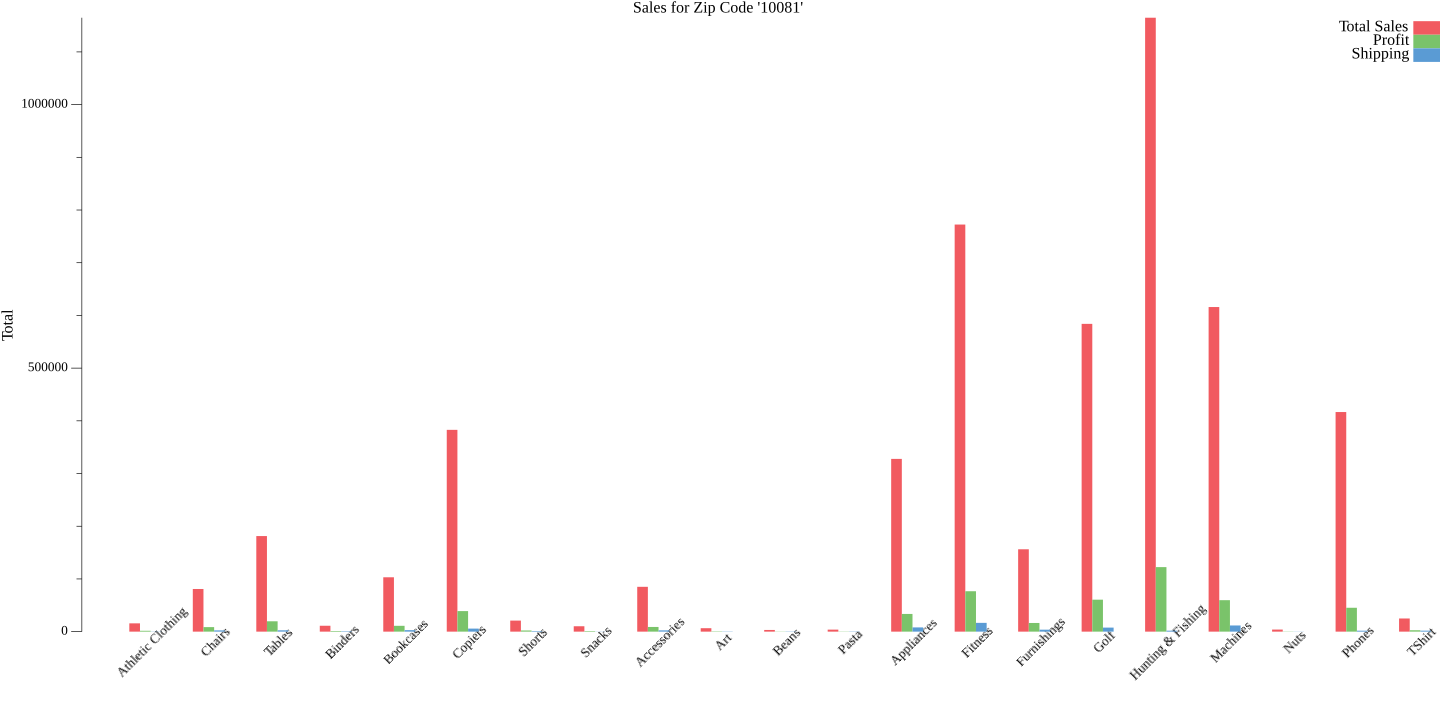 Sales for Zip Code '10081'
Total Sales
Profit
Shipping
1000000
500000
0
Total
Athletic Clothing
Chairs
Tables
Binders
Bookcases
Copiers
Shorts
Snacks
Accessories
Art
Beans
Pasta
Appliances
Fitness
Furnishings
Golf
Hunting & Fishing
Machines
Nuts
Phones
TShirt